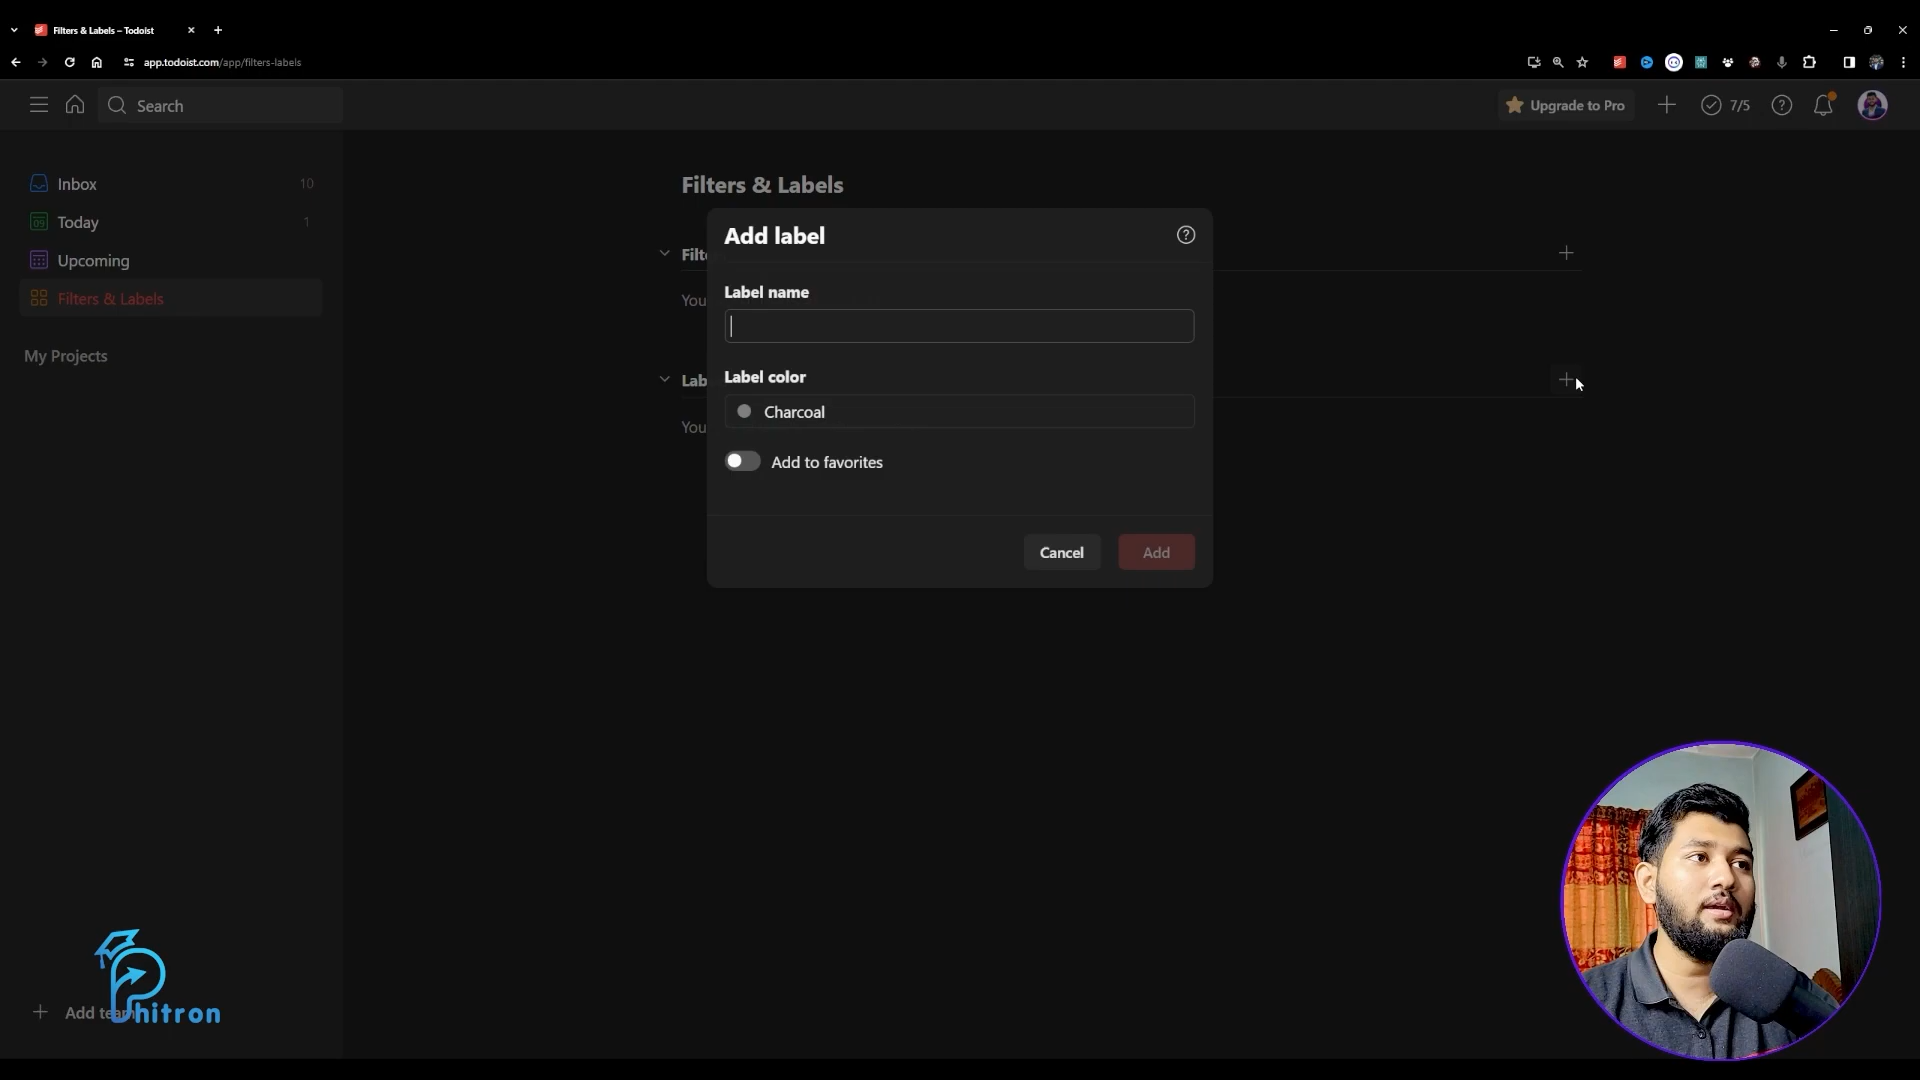 Filters & Labels – Todoist
app.todoist.com/app/filters-labels
Search
Upgrade to Pro
7/5
Inbox 10
Today 1
Upcoming
Filters & Labels
My Projects
Filters & Labels
Filt
You
Lab
You
Add label
Label name
Label color
Charcoal
Add to favorites
Cancel
Add
Add team
Phitron